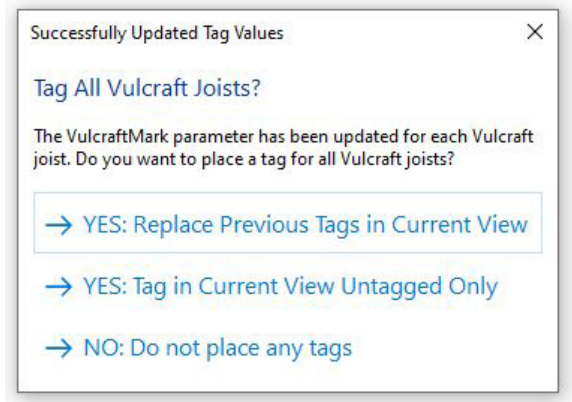 Successfully Updated Tag Values
Tag All Vulcraft Joists?
The VulcraftMark parameter has been updated for each Vulcraft
joist. Do you want to place a tag for all Vulcraft joists?
→ YES: Replace Previous Tags in Current View
→ YES: Tag in Current View Untagged Only
→ NO: Do not place any tags